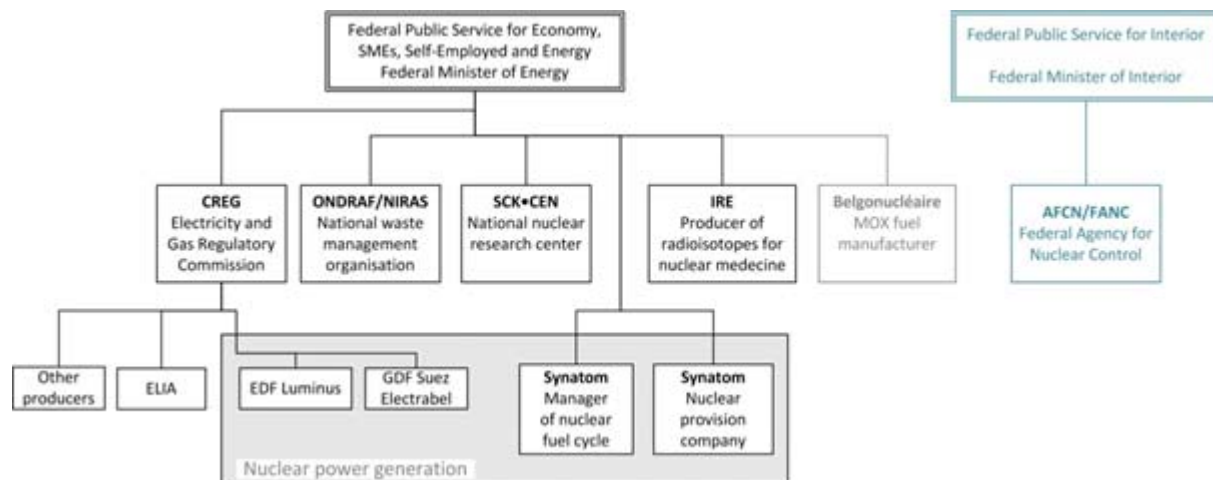 Federal Public Service for Economy,
SMEs, Self-Employed and Energy
Federal Minister of Energy
Federal Public Service for Interior
Federal Minister of Interior
CREG
Electricity and
Gas Regulatory
Commission
ONDRAF/NIRAS
National waste
management
organisation
SCK•CEN
National nuclear
research center
IRE
Producer of
radioisotopes for
nuclear medecine
Belgonucléaire
MOX fuel
manufacturer
AFCN/FANC
Federal Agency for
Nuclear Control
Other
producers
ELIA
EDF Luminus
GDF Suez
Electrabel
Synatom
Manager
of nuclear
fuel cycle
Synatom
Nuclear
provision
company
Nuclear power generation